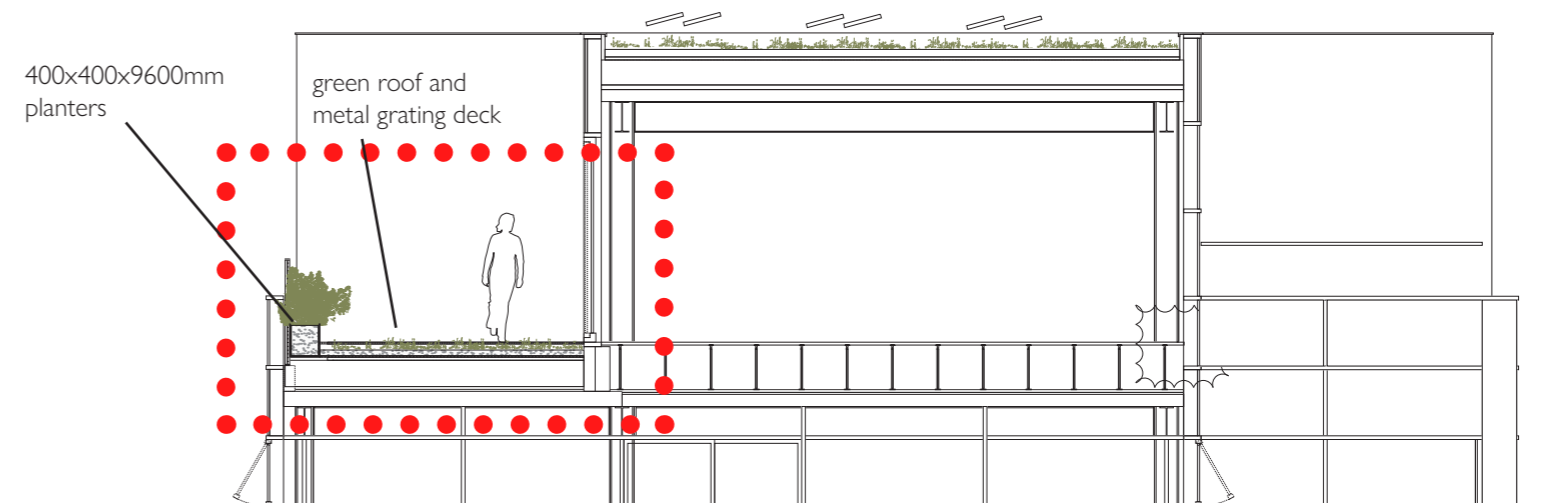 400x400x9600mm
planters
green roof and
metal grating deck